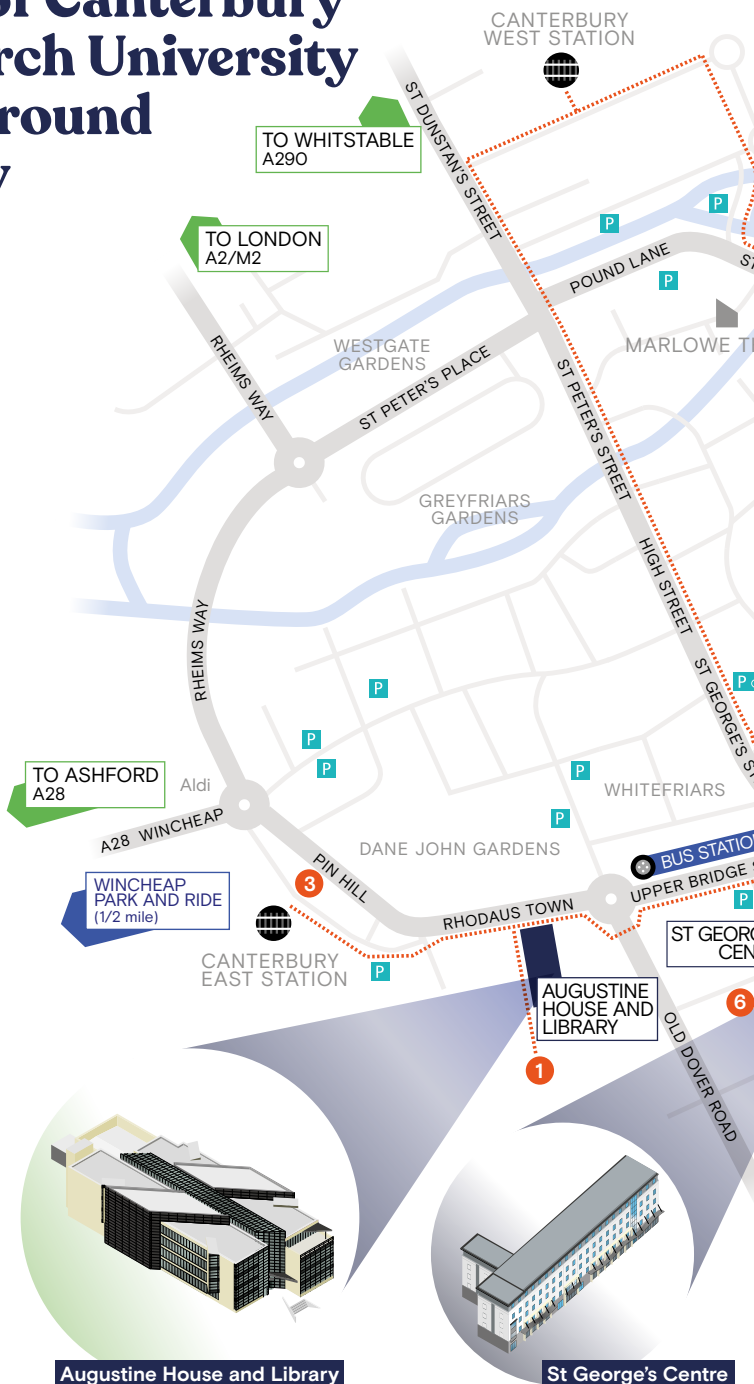 Canterbury
rch University
round
CANTERBURY
WEST STATION
ST DUNSTAN'S STREET
TO WHITSTABLE
A290
TO LONDON
A2/M2
P
P
POUND LANE
P
RHEIMS WAY
WESTGATE
GARDENS
ST PETER'S PLACE
MARLOWE T
ST PETER'S STREET
GREYFRIARS
GARDENS
HIGH STREET
RHEIMS WAY
ST GEORGE'S S
P
P
P
P
P
P
TO ASHFORD
A28
Aldi
WHITEFRIARS
A28 WINCHEAP
DANE JOHN GARDENS
BUS STATION
PIN HILL
3
UPPER BRIDGE S
P
WINCHEAP
PARK AND RIDE
(1/2 mile)
RHODAUS TOWN
CANTERBURY
EAST STATION
P
ST GEORG
CEN
AUGUSTINE
HOUSE AND
LIBRARY
6
OLD DOVER ROAD
1
Augustine House and Library
St George's Centre